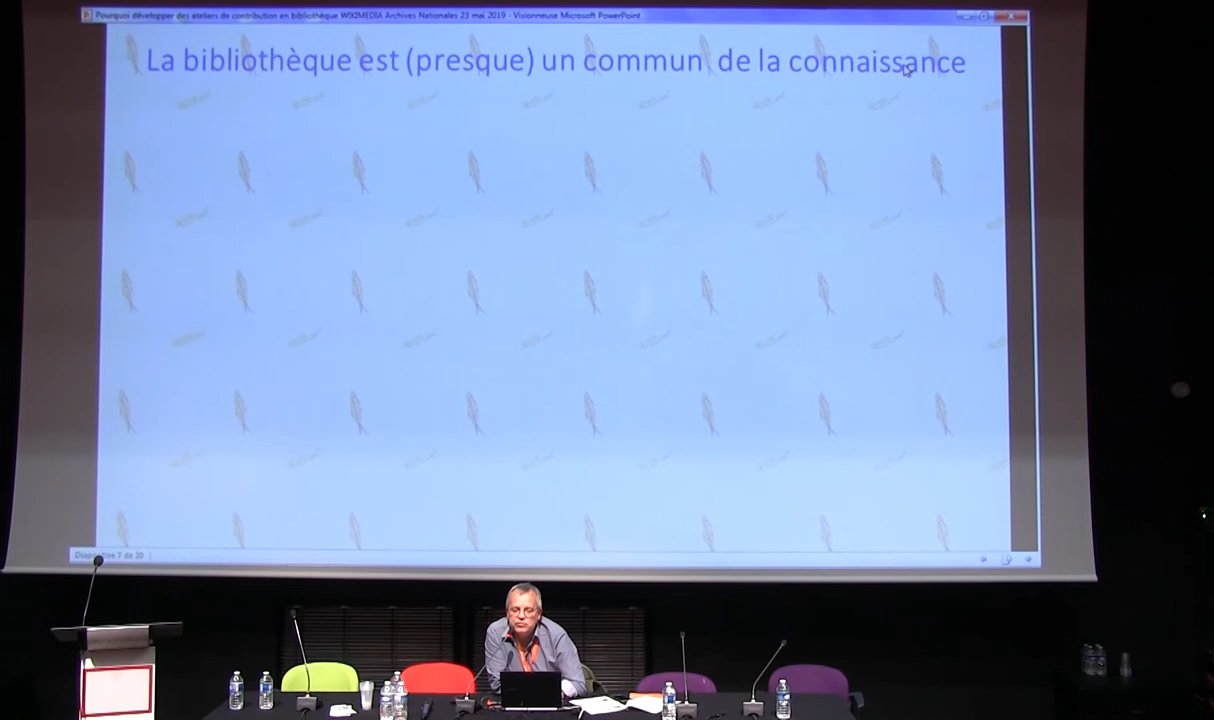 Pourquoi développer des ateliers de contribution en bibliothèque WIKIMEDIA Archives Nationales 23 mai 2019 - Visionneuse Microsoft PowerPoint
La bibliothèque est (presque) un commun de la connaissance
Diapositive 7 de 20